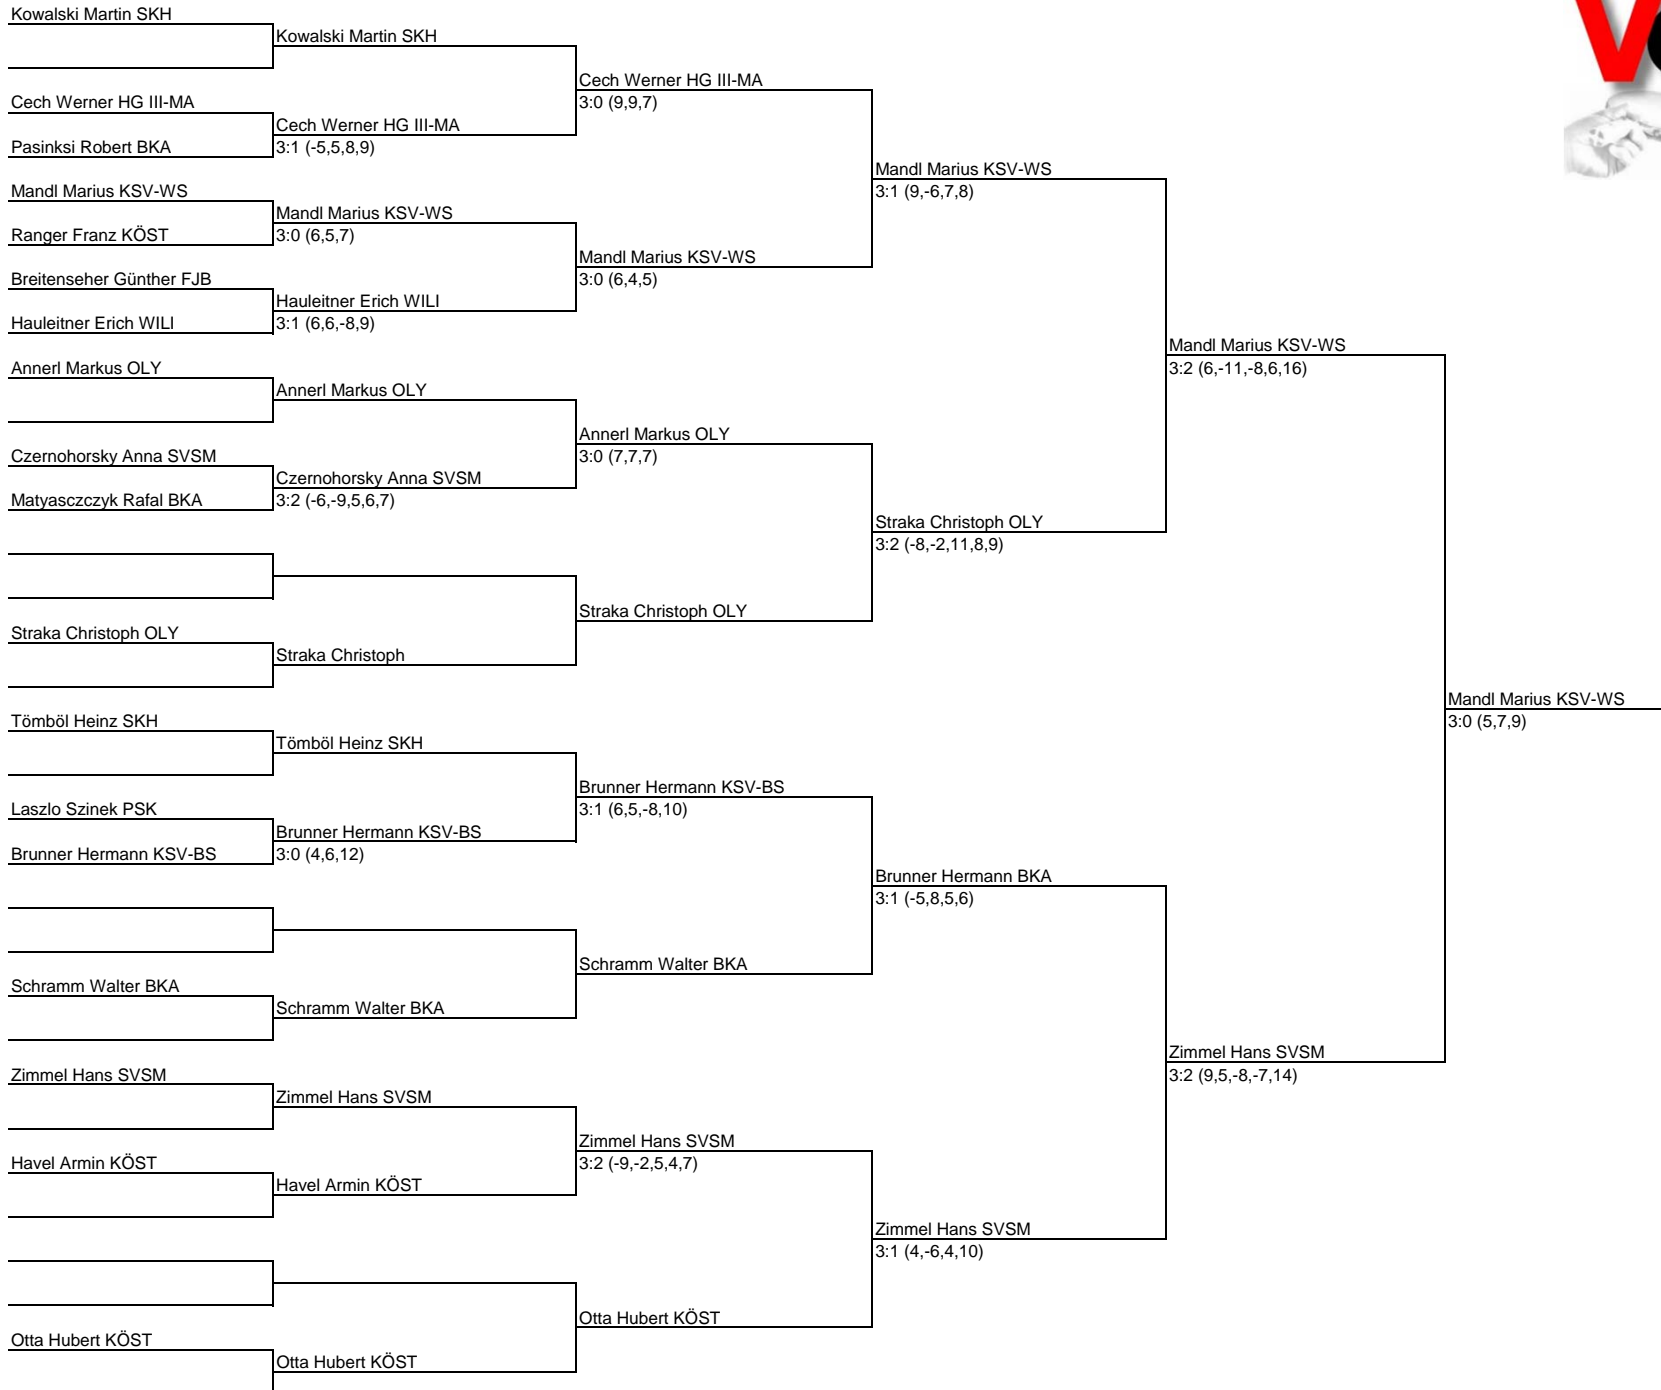 Kowalski Martin SKH
Cech Werner HG III-MA
Pasinksi Robert BKA
Mandl Marius KSV-WS
Ranger Franz KÖST
Breitenseher Günther FJB
Hauleitner Erich WILI
Annerl Markus OLY
Czernohorsky Anna SVSM
Matyasczczyk Rafal BKA
Straka Christoph OLY
Tömböl Heinz SKH
Laszlo Szinek PSK
Brunner Hermann KSV-BS
Schramm Walter BKA
Zimmel Hans SVSM
Havel Armin KÖST
Otta Hubert KÖST
Kowalski Martin SKH
Cech Werner HG III-MA
3:1 (-5,5,8,9)
Mandl Marius KSV-WS
3:0 (6,5,7)
Hauleitner Erich WILI
3:1 (6,6,-8,9)
Annerl Markus OLY
Czernohorsky Anna SVSM
3:2 (-6,-9,5,6,7)
Straka Christoph
Tömböl Heinz SKH
Brunner Hermann KSV-BS
3:0 (4,6,12)
Schramm Walter BKA
Zimmel Hans SVSM
Havel Armin KÖST
Otta Hubert KÖST
Cech Werner HG III-MA
3:0 (9,9,7)
Mandl Marius KSV-WS
3:0 (6,4,5)
Annerl Markus OLY
3:0 (7,7,7)
Straka Christoph OLY
Brunner Hermann KSV-BS
3:1 (6,5,-8,10)
Schramm Walter BKA
Zimmel Hans SVSM
3:2 (-9,-2,5,4,7)
Otta Hubert KÖST
Mandl Marius KSV-WS
3:1 (9,-6,7,8)
Straka Christoph OLY
3:2 (-8,-2,11,8,9)
Brunner Hermann BKA
3:1 (-5,8,5,6)
Zimmel Hans SVSM
3:1 (4,-6,4,10)
Mandl Marius KSV-WS
3:2 (6,-11,-8,6,16)
Zimmel Hans SVSM
3:2 (9,5,-8,-7,14)
Mandl Marius KSV-WS
3:0 (5,7,9)